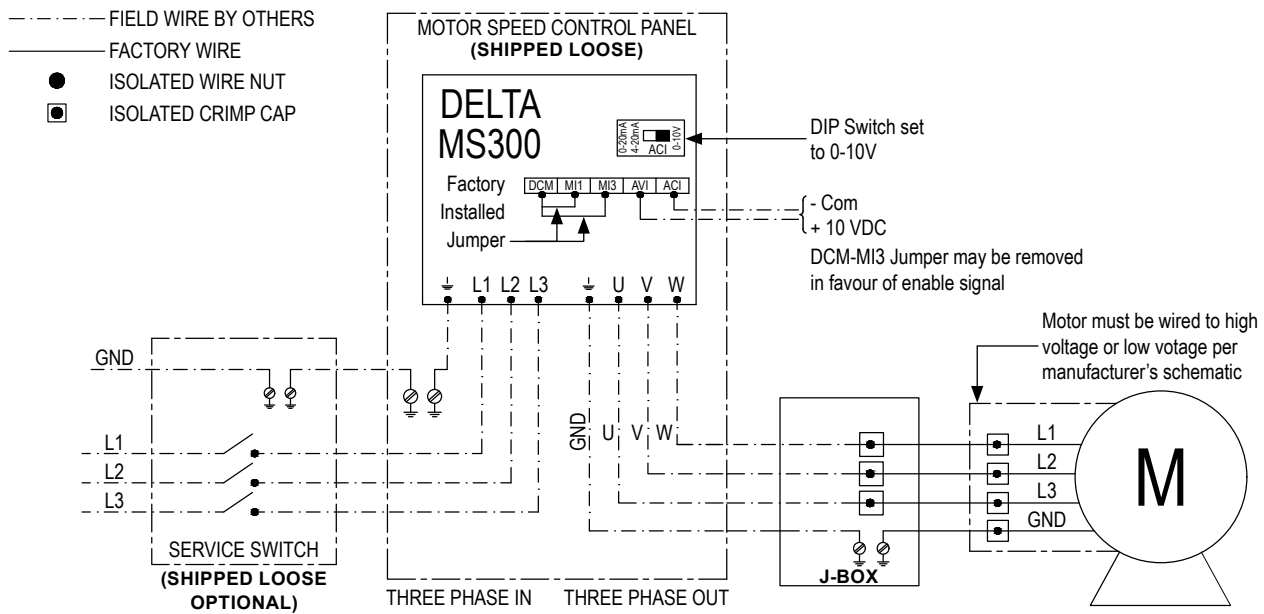 FIELD WIRE BY OTHERS
FACTORY WIRE
ISOLATED WIRE NUT
ISOLATED CRIMP CAP
MOTOR SPEED CONTROL PANEL
(SHIPPED LOOSE)
DELTA
MS300
0-20mA
4-20mA
ACI
0-10V
DIP Switch set
to 0-10V
Factory
Installed
Jumper
DCM MI1 MI3 AVI ACI
- Com
+ 10 VDC
DCM-MI3 Jumper may be removed
in favour of enable signal
L1 L2 L3 U V W
Motor must be wired to high
voltage or low votage per
manufacturer's schematic
GND
L1
L2
L3
SERVICE SWITCH
(SHIPPED LOOSE
OPTIONAL)
GND U V W
THREE PHASE IN THREE PHASE OUT
J-BOX
L1
L2
L3
GND
M